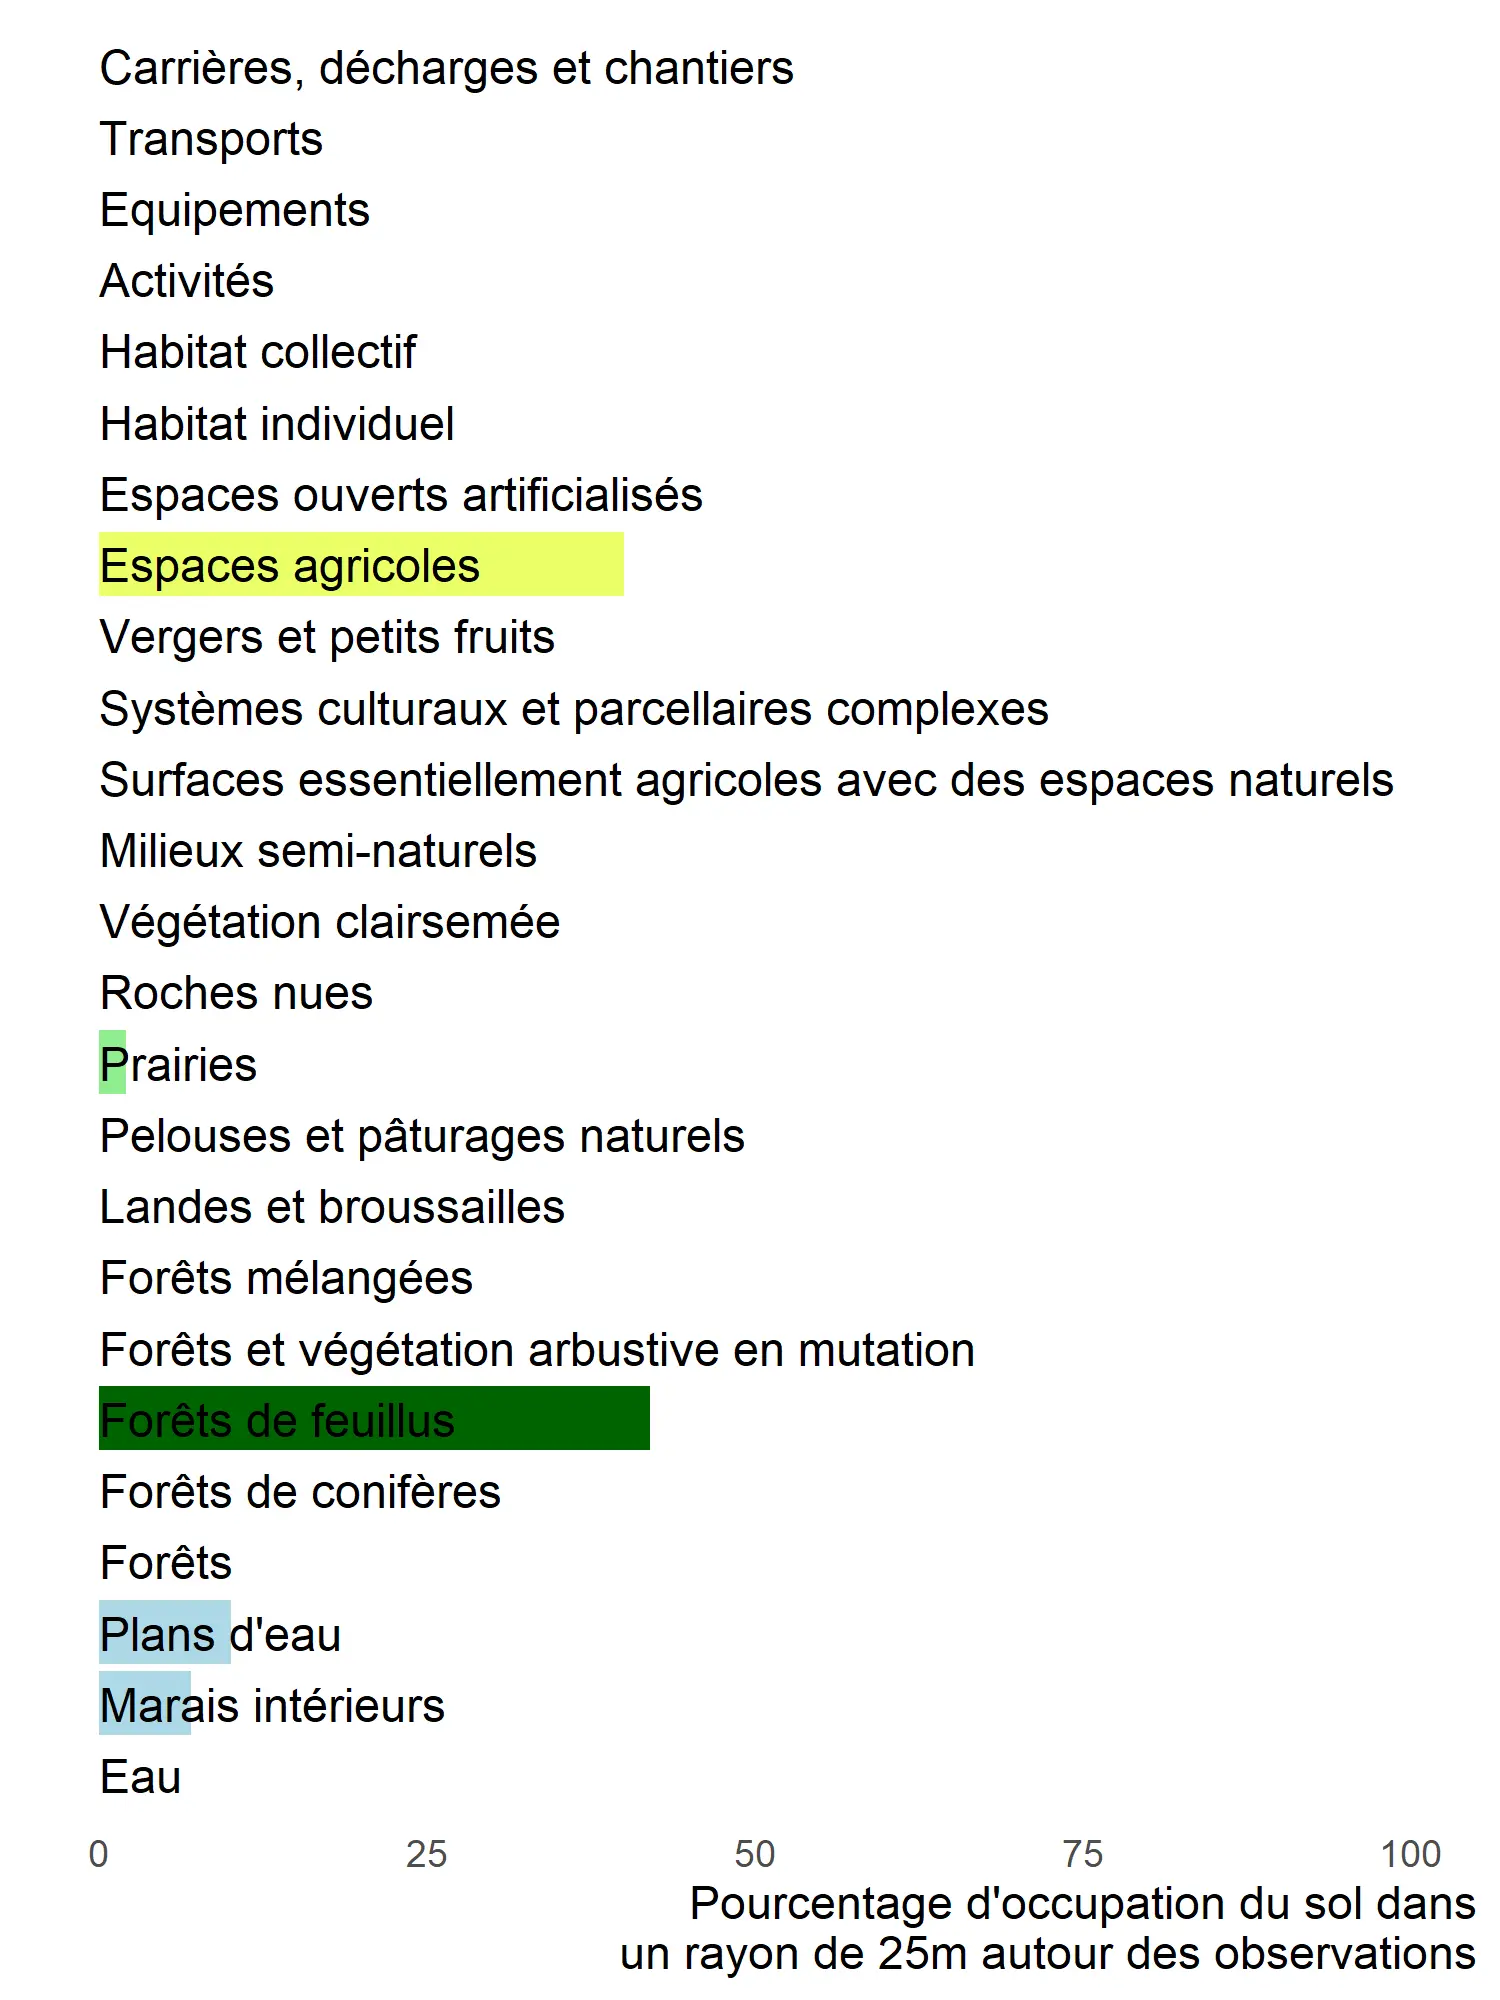 Carrières, décharges et chantiers
Transports
Equipements
Activités
Habitat collectif
Habitat individuel
Espaces ouverts artificialisés
Espaces agricoles
Vergers et petits fruits
Systèmes culturaux et parcellaires complexes
Surfaces essentiellement agricoles avec des espaces naturels
Milieux semi-naturels
Végétation clairsemée
Roches nues
Prairies
Pelouses et pâturages naturels
Landes et broussailles
Forêts mélangées
Forêts et végétation arbustive en mutation
Forêts de feuillus
Forêts de conifères
Forêts
Plans d'eau
Marais intérieurs
Eau
0 25 50 75 100
Pourcentage d'occupation du sol dans
un rayon de 25m autour des observations